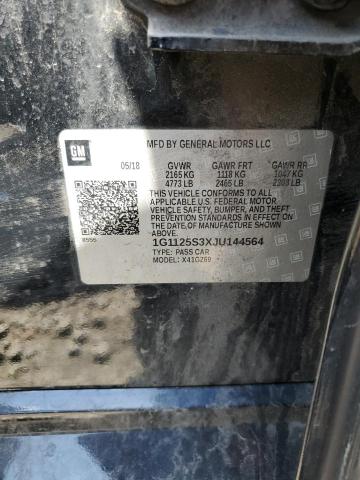 GM
MFD BY GENERAL MOTORS LLC
05/18 GVWR GAWR FRT GAWR RR
2165 KG 1118 KG 1047 KG
4773 LB 2465 LB 2308 LB
THIS VEHICLE CONFORMS TO ALL
APPLICABLE U.S. FEDERAL MOTOR
VEHICLE SAFETY, BUMPER, AND THEFT
PREVENTION STANDARDS IN EFFECT ON
THE DATE OF MANUFACTURE SHOWN ABOVE.
1G1125S3XJU144564
TYPE: PASS CAR
MODEL: X41GZ69